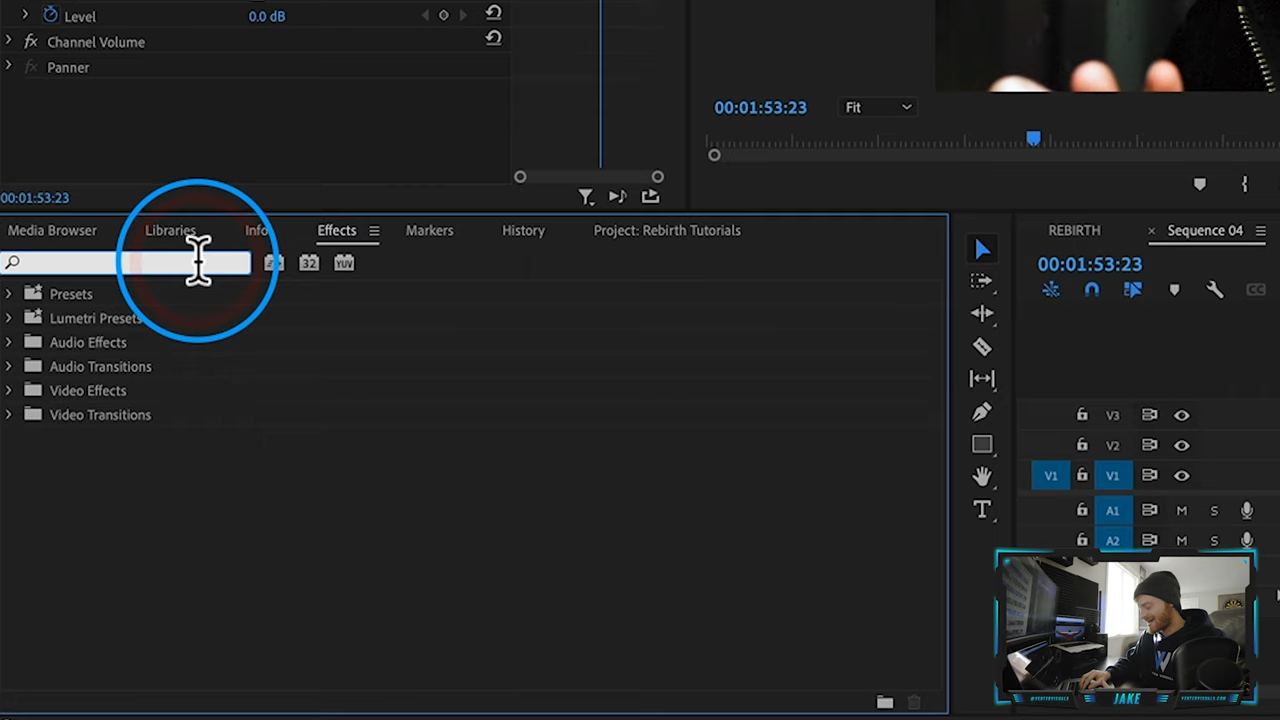 Level 0.0 dB
Channel Volume
Panner
00:01:53:23
Fit
00:01:53:23
Media Browser Libraries Info Effects Markers History Project: Rebirth Tutorials
32 YUV
Presets
Lumetri Presets
Audio Effects
Audio Transitions
Video Effects
Video Transitions
REBIRTH × Sequence 04
00:01:53:23
CC
V3
V2
V1 V1
A1 M S
A2 M S
JAKE